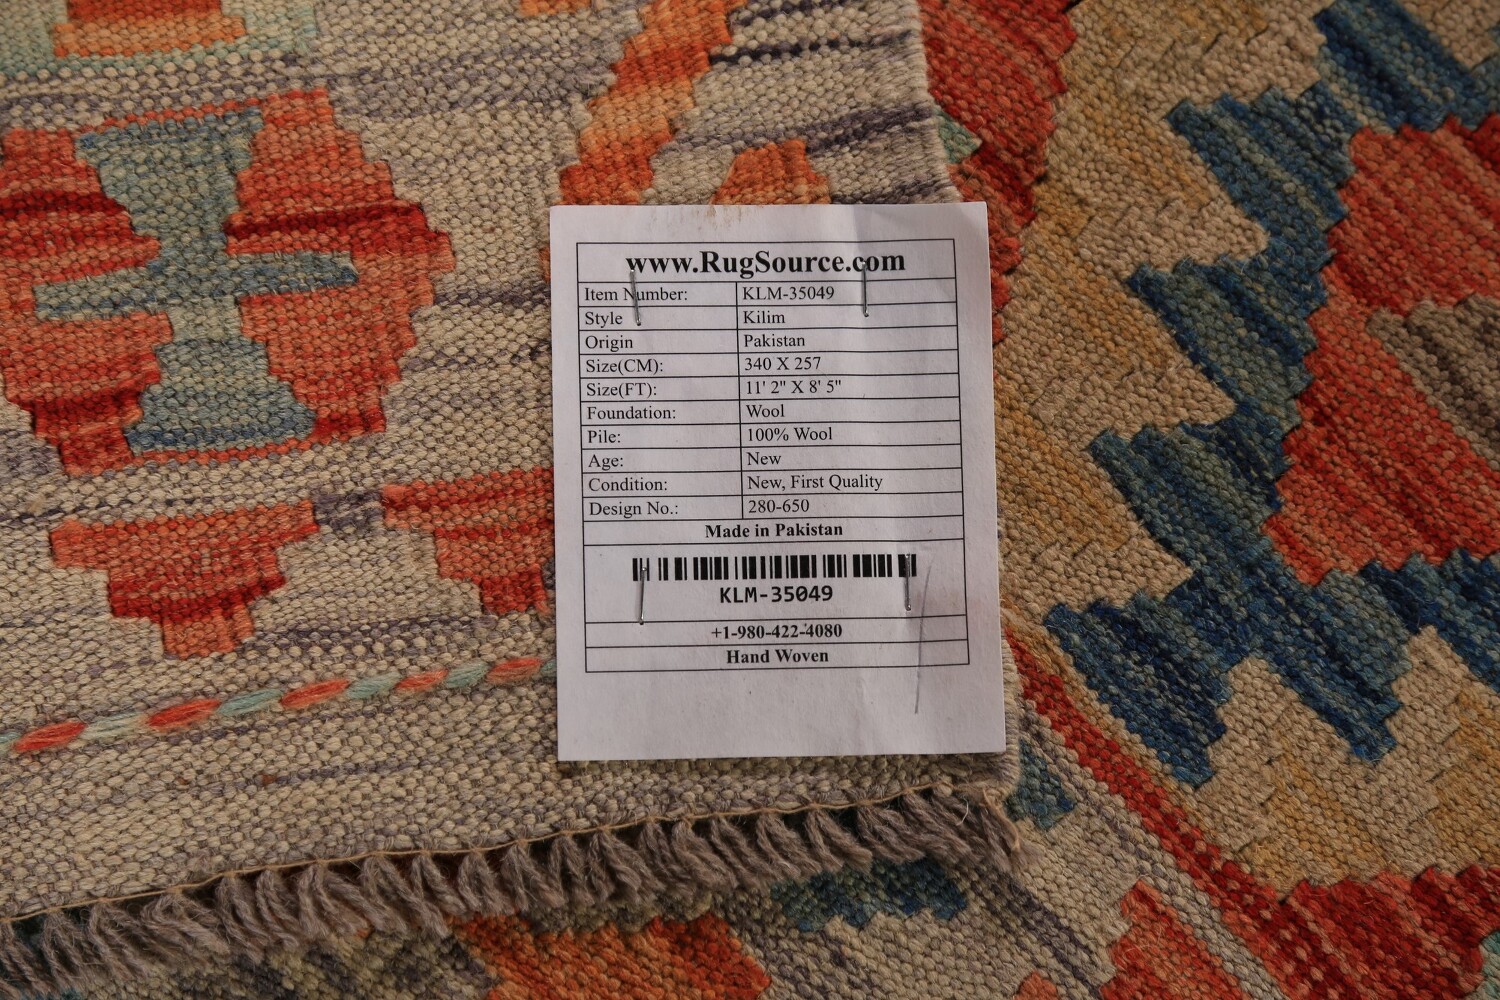 www.RugSource.com
Item Number: KLM-35049
Style Kilim
Origin Pakistan
Size(CM): 340 X 257
Size(FT): 11' 2" X 8' 5"
Foundation: Wool
Pile: 100% Wool
Age: New
Condition: New, First Quality
Design No.: 280-650
Made in Pakistan
KLM-35049
+1-980-422-4080
Hand Woven